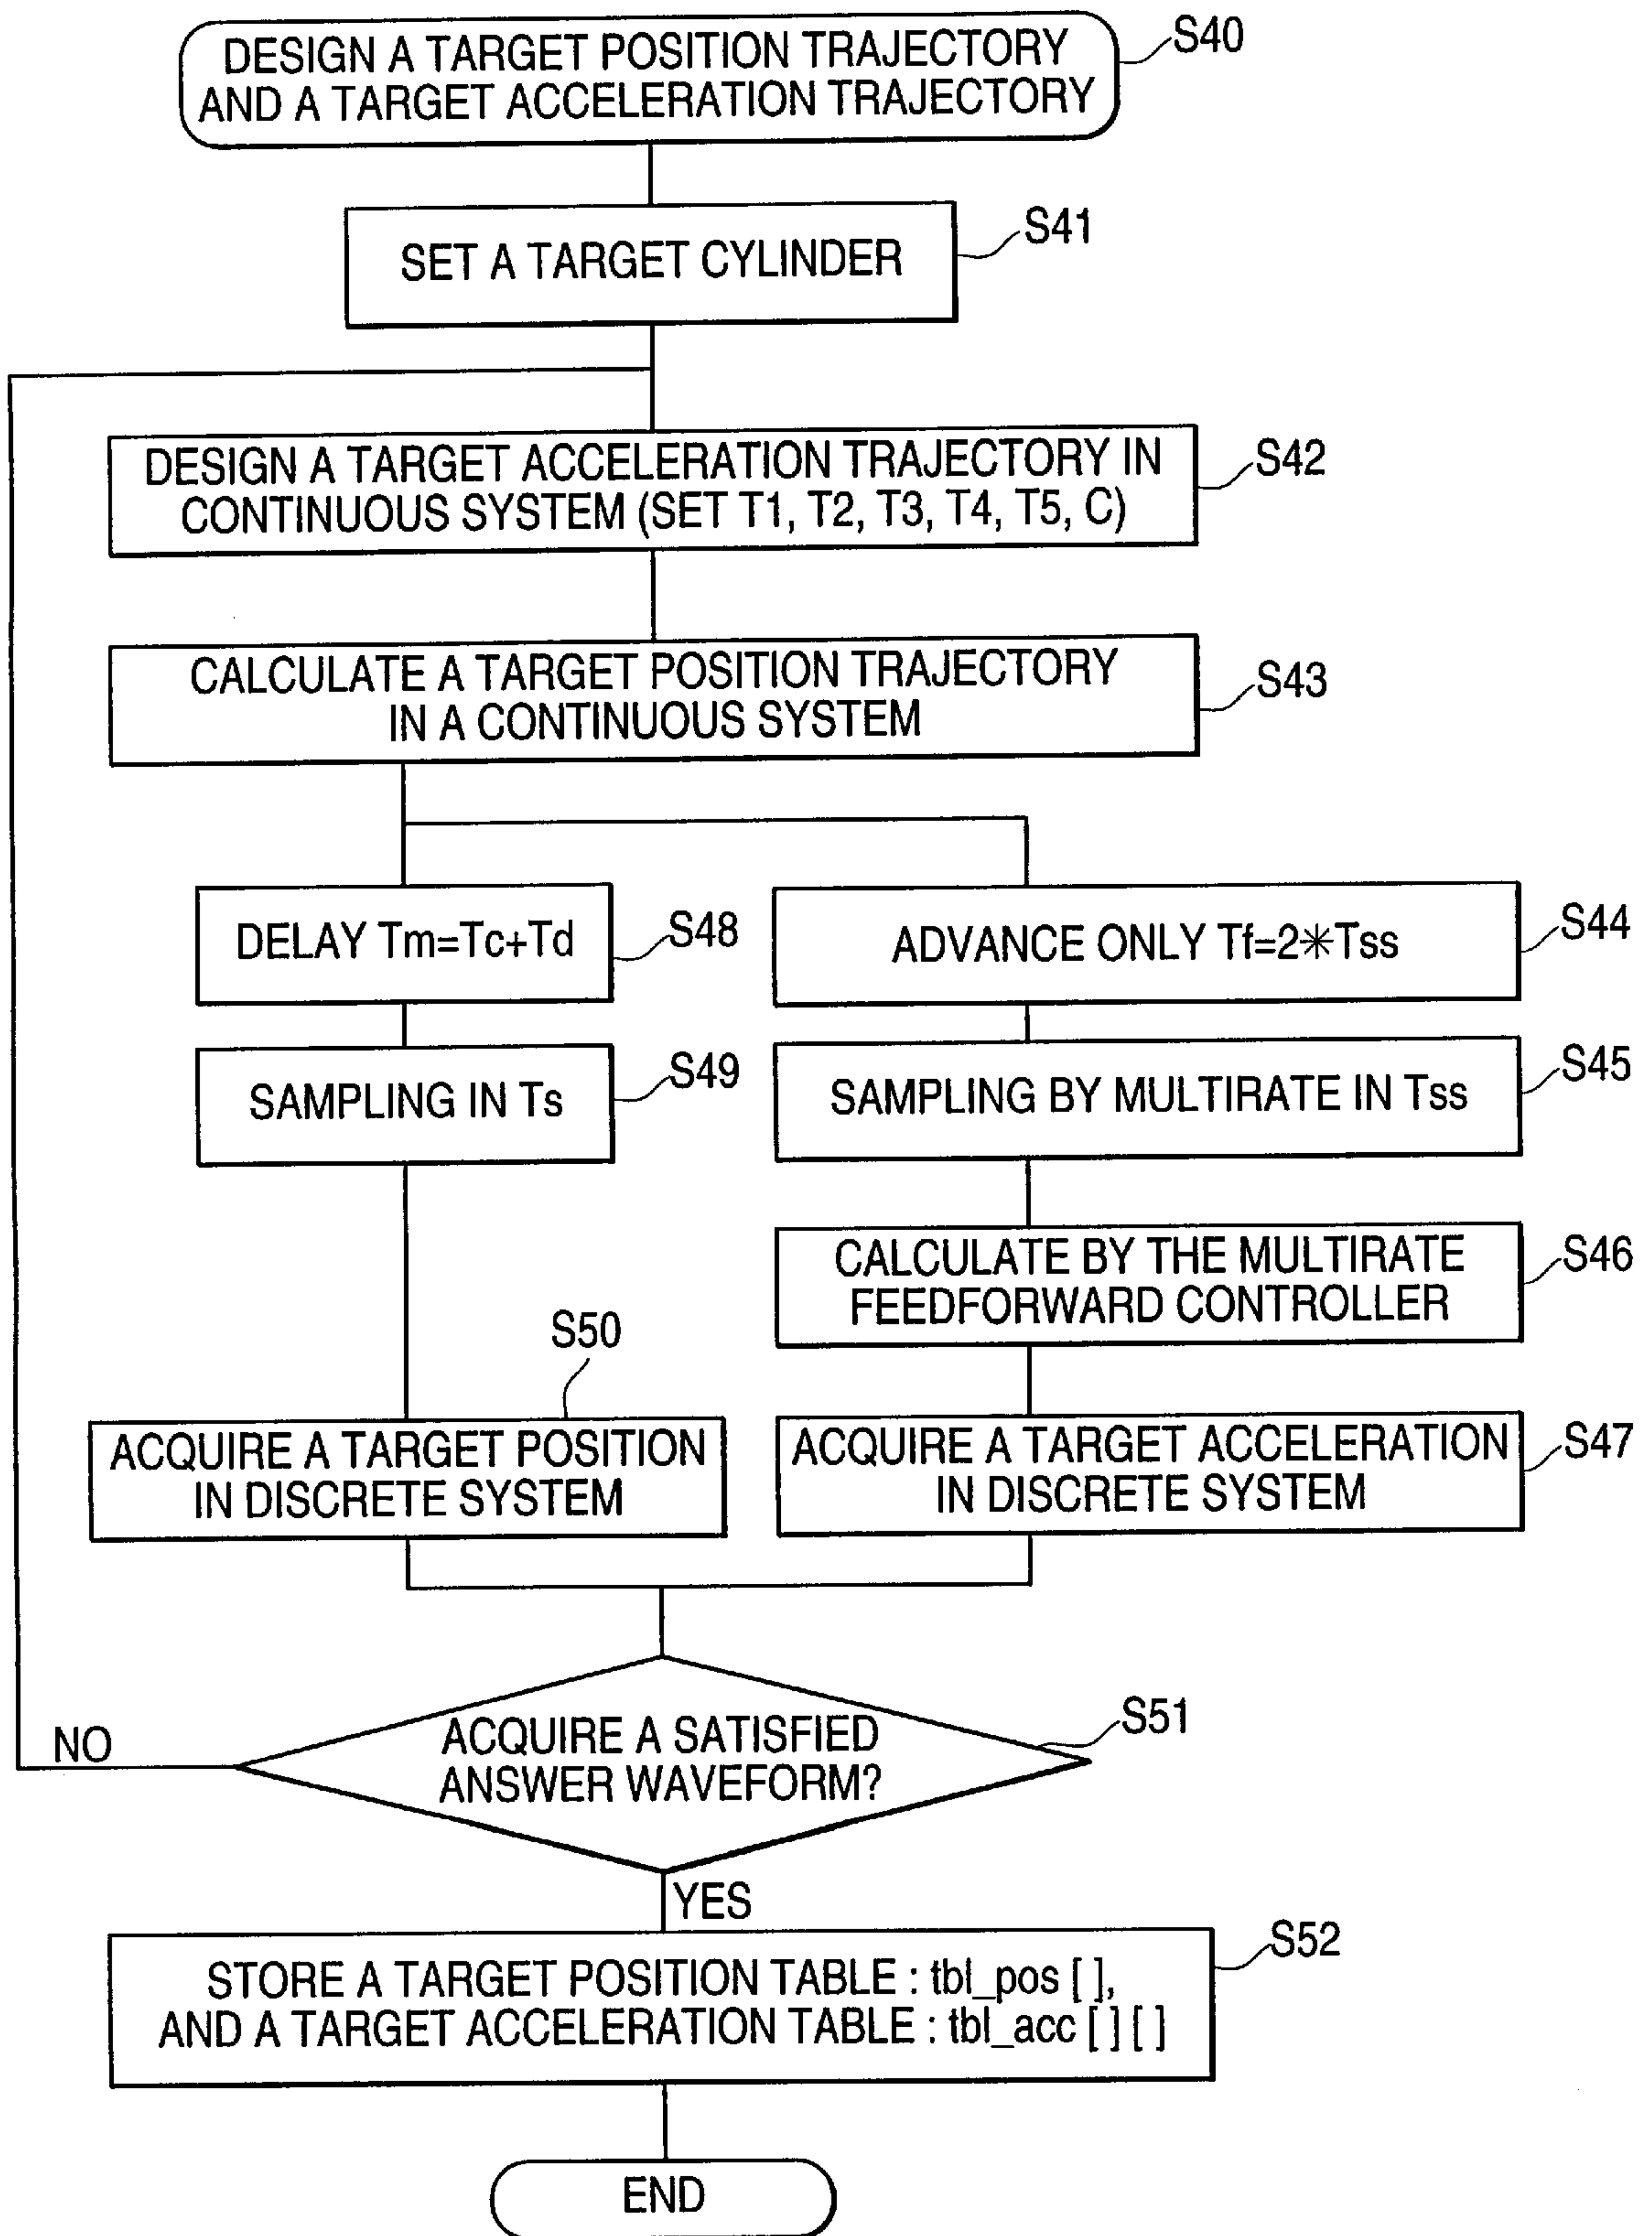 DESIGN A TARGET POSITION TRAJECTORY
AND A TARGET ACCELERATION TRAJECTORY
S40
SET A TARGET CYLINDER
S41
DESIGN A TARGET ACCELERATION TRAJECTORY IN
CONTINUOUS SYSTEM (SET T1, T2, T3, T4, T5, C)
S42
CALCULATE A TARGET POSITION TRAJECTORY
IN A CONTINUOUS SYSTEM
S43
DELAY Tm=Tc+Td
S48
ADVANCE ONLY Tf=2*Tss
S44
SAMPLING IN Ts
S49
SAMPLING BY MULTIRATE IN Tss
S45
CALCULATE BY THE MULTIRATE
FEEDFORWARD CONTROLLER
S46
S50
ACQUIRE A TARGET POSITION
IN DISCRETE SYSTEM
ACQUIRE A TARGET ACCELERATION
IN DISCRETE SYSTEM
S47
NO
ACQUIRE A SATISFIED
ANSWER WAVEFORM?
S51
YES
STORE A TARGET POSITION TABLE : tbl_pos [ ],
AND A TARGET ACCELERATION TABLE : tbl_acc [ ] [ ]
S52
END